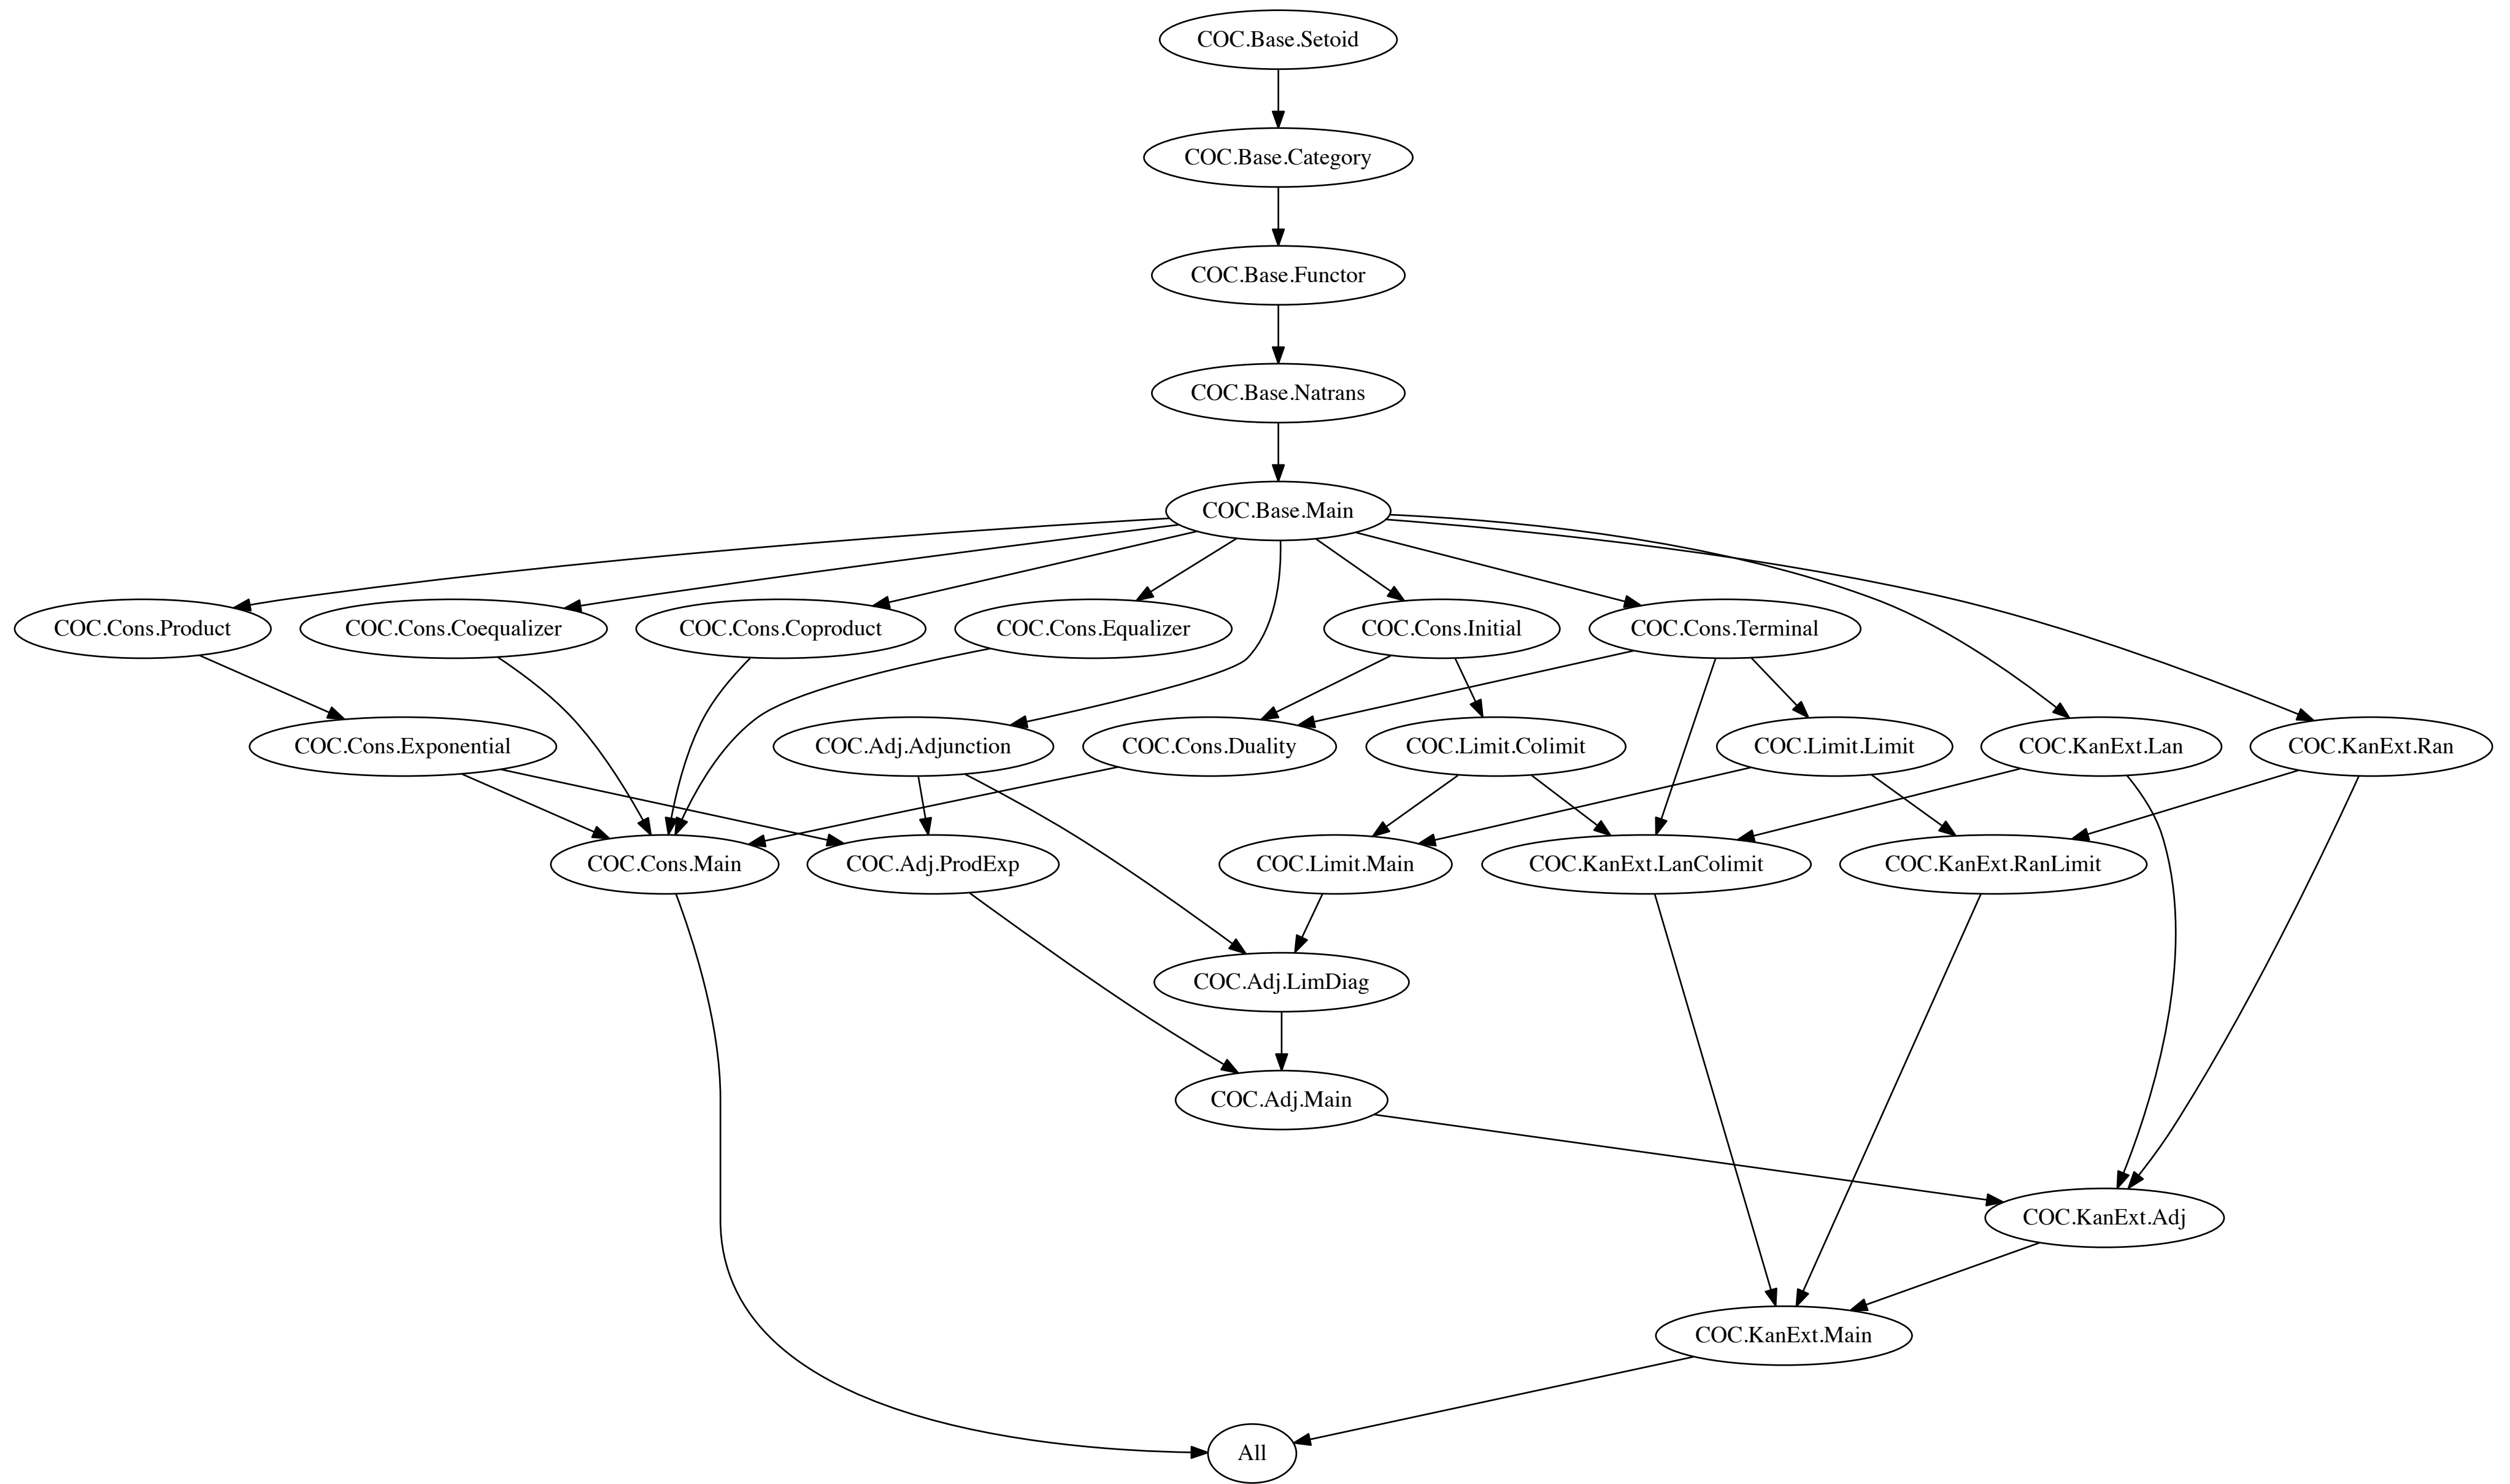 COC.Base.Setoid
COC.Base.Category
COC.Base.Functor
COC.Base.Natrans
COC.Base.Main
COC.Cons.Product
COC.Cons.Coequalizer
COC.Cons.Coproduct
COC.Cons.Equalizer
COC.Cons.Initial
COC.Cons.Terminal
COC.Cons.Exponential
COC.Adj.Adjunction
COC.Cons.Duality
COC.Limit.Colimit
COC.Limit.Limit
COC.KanExt.Lan
COC.KanExt.Ran
COC.Cons.Main
COC.Adj.ProdExp
COC.Limit.Main
COC.KanExt.LanColimit
COC.KanExt.RanLimit
COC.Adj.LimDiag
COC.Adj.Main
COC.KanExt.Adj
COC.KanExt.Main
All